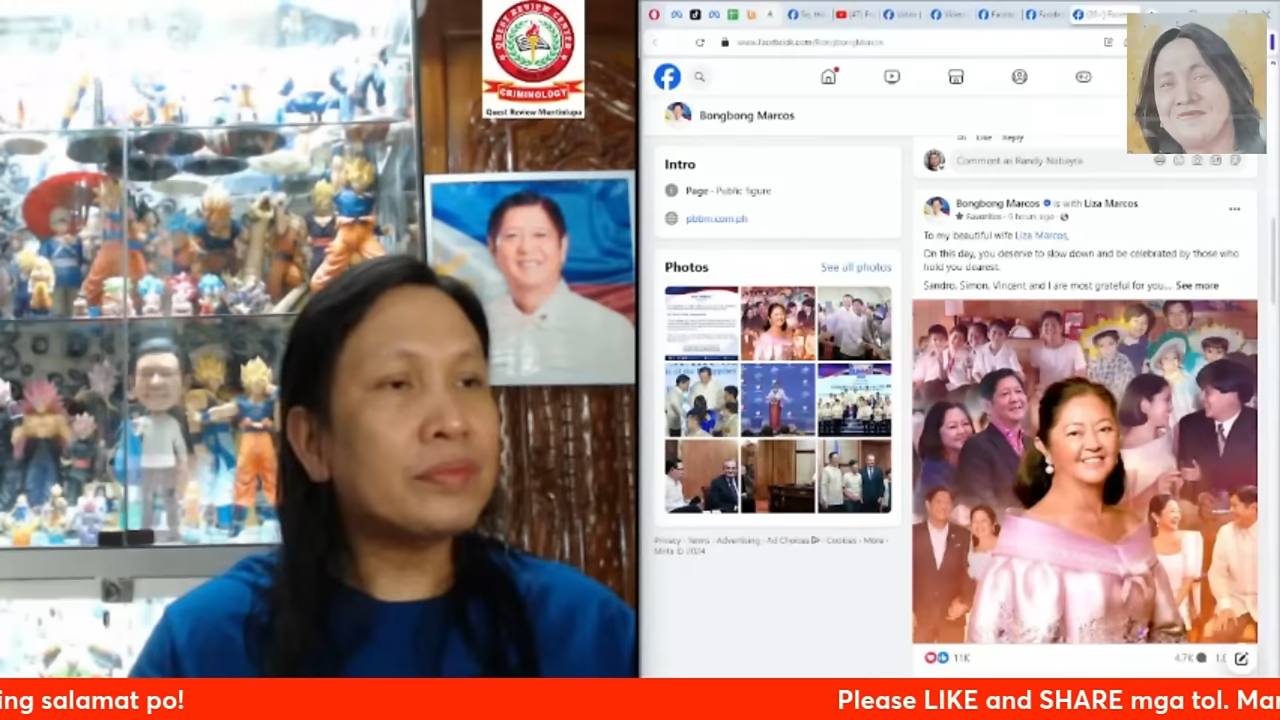 QUEST REVIEW CENTER
CRIMINOLOGY
Quest Review Muntinlupa
www.facebook.com/BongbongMarcos
Bongbong Marcos
Intro
Page · Public figure
pbbm.com.ph
Photos
See all photos
Privacy · Terms · Advertising · Ad Choices · Cookies · More ·
Meta © 2024
Like Reply
Comment as Randy
Bongbong Marcos is with Liza Marcos
Favorites
hours ago
To my beautiful wife Liza Marcos,
On this day, you deserve to slow down and be celebrated by those who
hold you dearest.
Sandro, Simon, Vincent and I are most grateful for you... See more
11K
4.7K
ing salamat po!
Please LIKE and SHARE mga tol. Mar